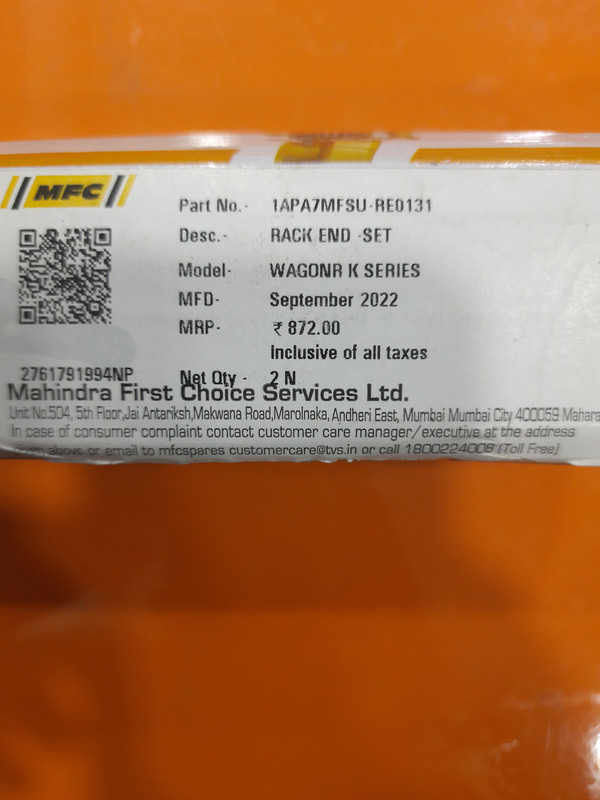 MFC
Part No.- 1APA7MFSU-RE0131
Desc.- RACK END -SET
Model- WAGONR K SERIES
MFD- September 2022
MRP- ₹ 872.00
Inclusive of all taxes
2761791994NP Net Qty - 2 N
Mahindra First Choice Services Ltd.
Unit No.504, 5th Floor,Jai Antariksh,Makwana Road,Marolnaka,Andheri East, Mumbai Mumbai City 400059 Mahara
In case of consumer complaint contact customer care manager/executive at the address
above or email to mfcspares customercare@tvs.in or call 1800224008 [Toll Free]